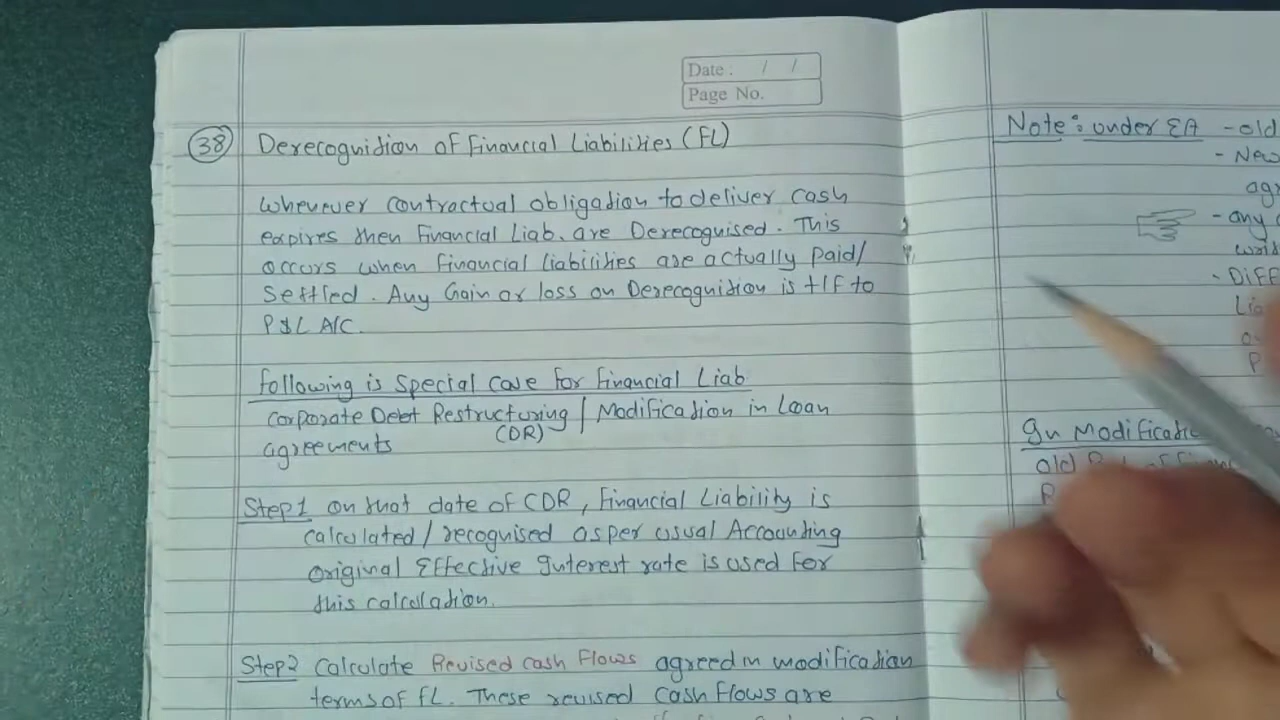 Date : / /
Page No.
38 Derecognition of Financial Liabilities (FL)
Whenever contractual obligation to deliver cash
expires then Financial Liab. are Derecognised. This
occurs when financial liabilities are actually paid/
settled. Any Gain or loss on Derecognition is t/f to
P&L A/C.
Following is special case for Financial Liab
Corporate Debt Restructuring / Modification in Loan
(CDR)
agreements
Step1 on that date of CDR, Financial Liability is
calculated / recognised as per usual Accounting
original Effective Interest rate is used for
this calculation.
Step2 Calculate Revised cash Flows agreed in modification
terms of FL. These revised cash flows are
Note: under EA - old
- New
- any
- Diff
In Modific
old